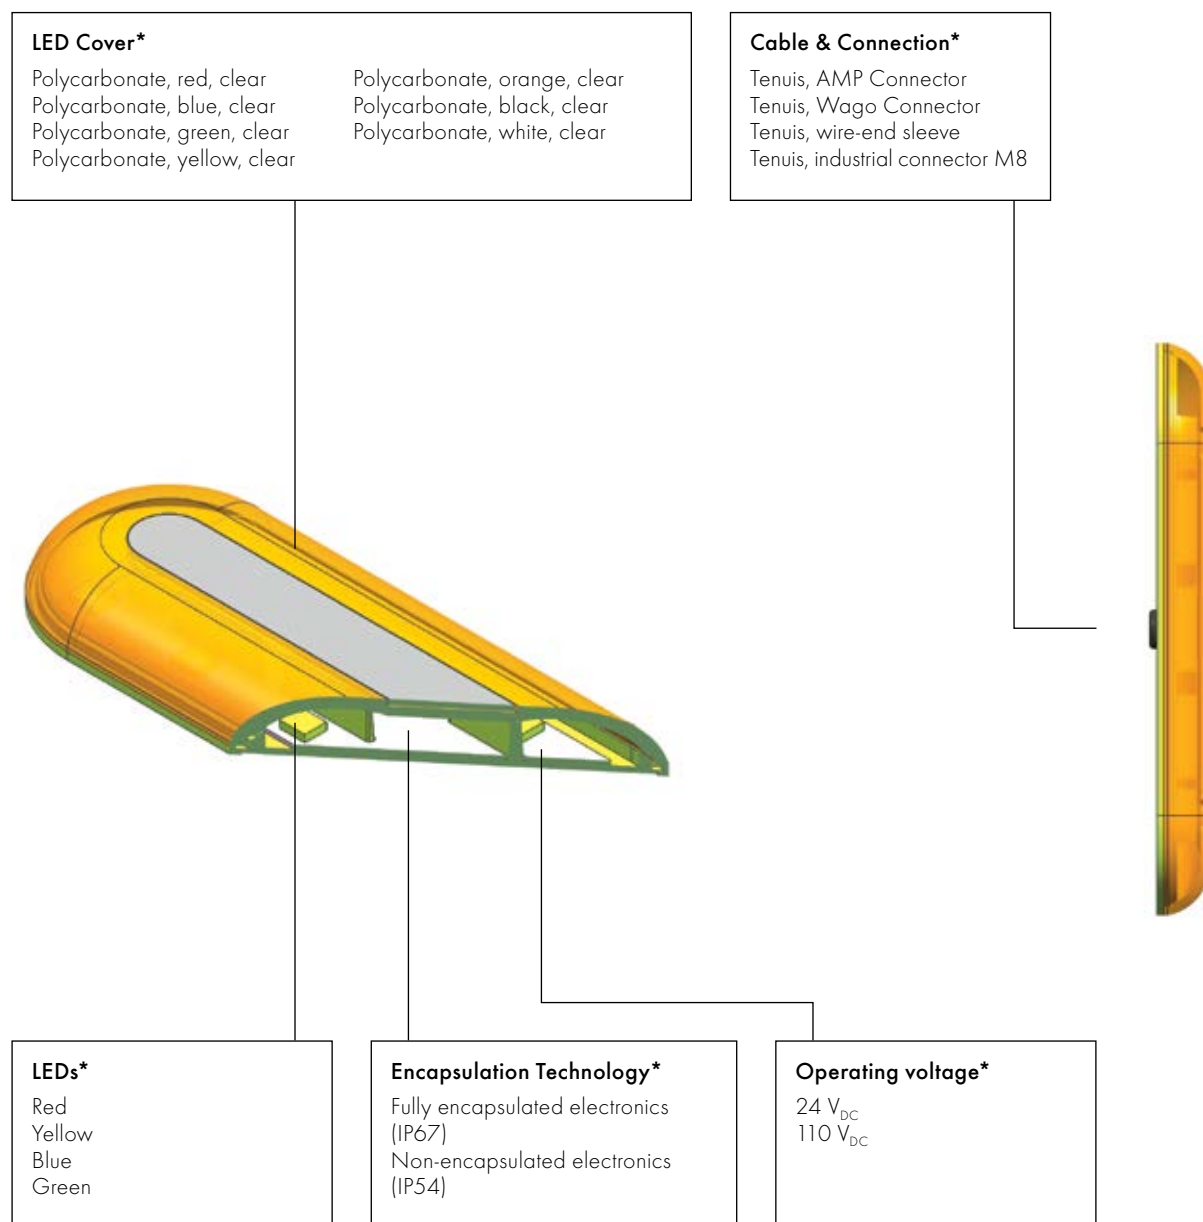 LED Cover*
Polycarbonate, red, clear
Polycarbonate, blue, clear
Polycarbonate, green, clear
Polycarbonate, yellow, clear
Polycarbonate, orange, clear
Polycarbonate, black, clear
Polycarbonate, white, clear
Cable & Connection*
Tenuis, AMP Connector
Tenuis, Wago Connector
Tenuis, wire-end sleeve
Tenuis, industrial connector M8
LEDs*
Red
Yellow
Blue
Green
Encapsulation Technology*
Fully encapsulated electronics
(IP67)
Non-encapsulated electronics
(IP54)
Operating voltage*
24 VDC
110 VDC